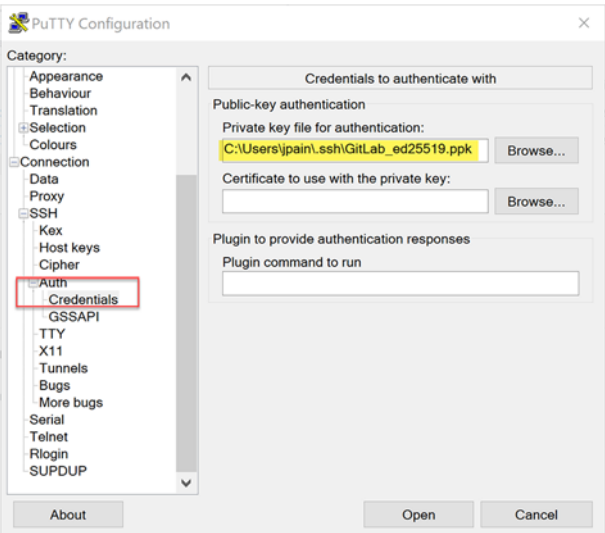 PuTTY Configuration
Category:
Appearance
Behaviour
Translation
Selection
Colours
Connection
Data
Proxy
SSH
Kex
Host keys
Cipher
Auth
Credentials
GSSAPI
TTY
X11
Tunnels
Bugs
More bugs
Serial
Telnet
Rlogin
SUPDUP
Credentials to authenticate with
Public-key authentication
Private key file for authentication:
C:\Users\jpain\.ssh\GitLab_ed25519.ppk
Browse...
Certificate to use with the private key:
Browse...
Plugin to provide authentication responses
Plugin command to run
About
Open
Cancel